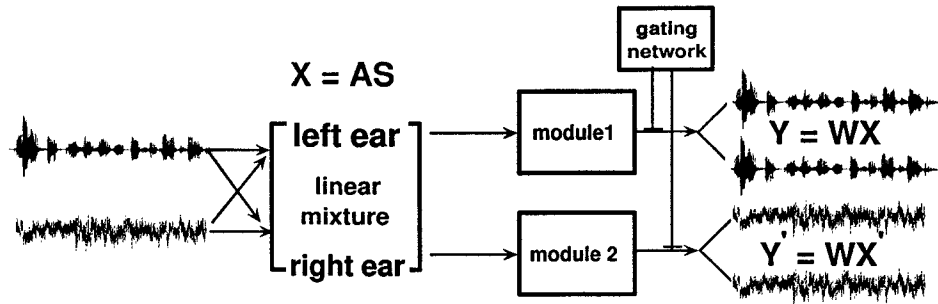 gating
network
X = AS
left ear
module1
Y = WX
linear
mixture
right ear
module 2
Y' = WX'